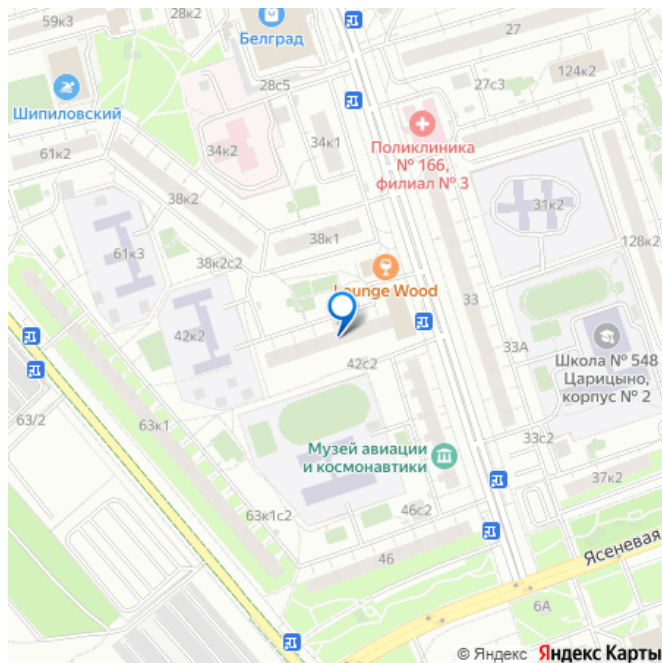 59к3
28к2
Белград
27
28с5
27с3
124к2
Шипиловский
34к1
Поликлиника
№ 166,
филиал № 3
61к2
34к2
38к2
31к2
61к3
38к1
128к2
38к2с2
Lounge Wood
33
42к2
33А
42с2
Школа № 548
Царицыно,
корпус № 2
63/2
63к1
Музей авиации
и космонавтики
33с2
37к2
46с2
63к1с2
46
Ясеневая
6А
© Яндекс Яндекс Карты